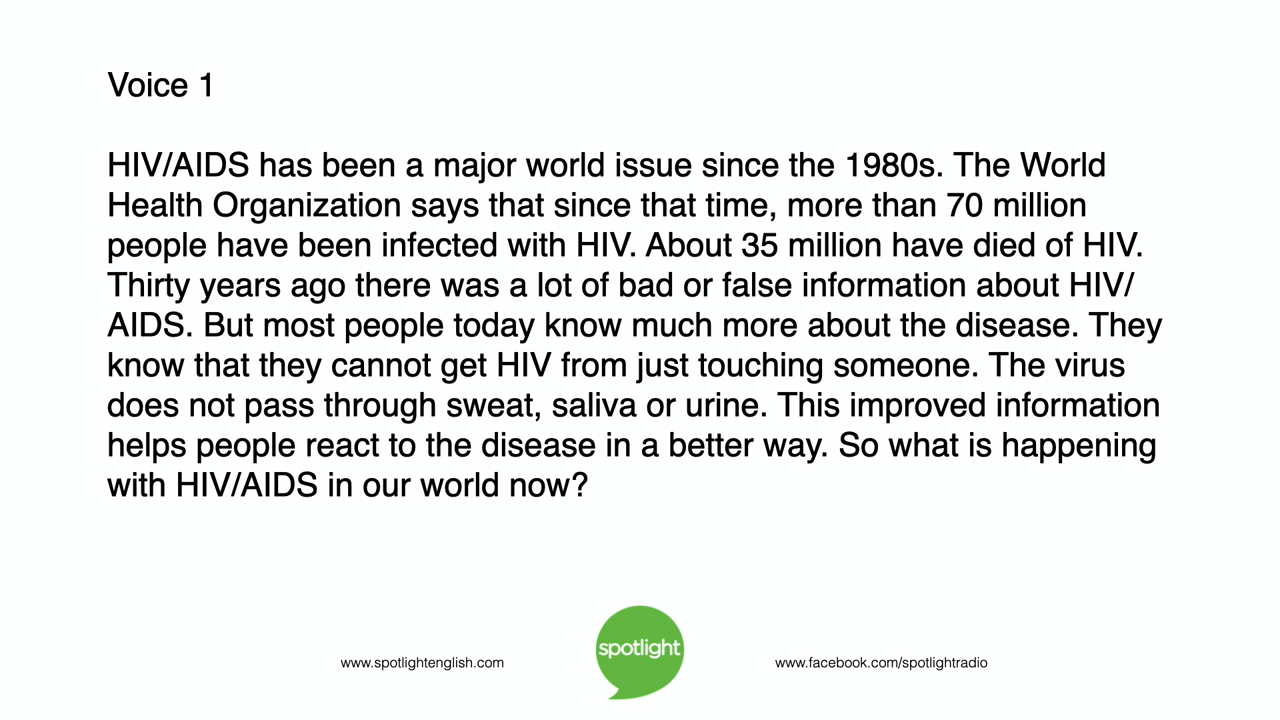 Voice 1
HIV/AIDS has been a major world issue since the 1980s. The World
Health Organization says that since that time, more than 70 million
people have been infected with HIV. About 35 million have died of HIV.
Thirty years ago there was a lot of bad or false information about HIV/
AIDS. But most people today know much more about the disease. They
know that they cannot get HIV from just touching someone. The virus
does not pass through sweat, saliva or urine. This improved information
helps people react to the disease in a better way. So what is happening
with HIV/AIDS in our world now?
spotlight
www.spotlightenglish.com
www.facebook.com/spotlightradio